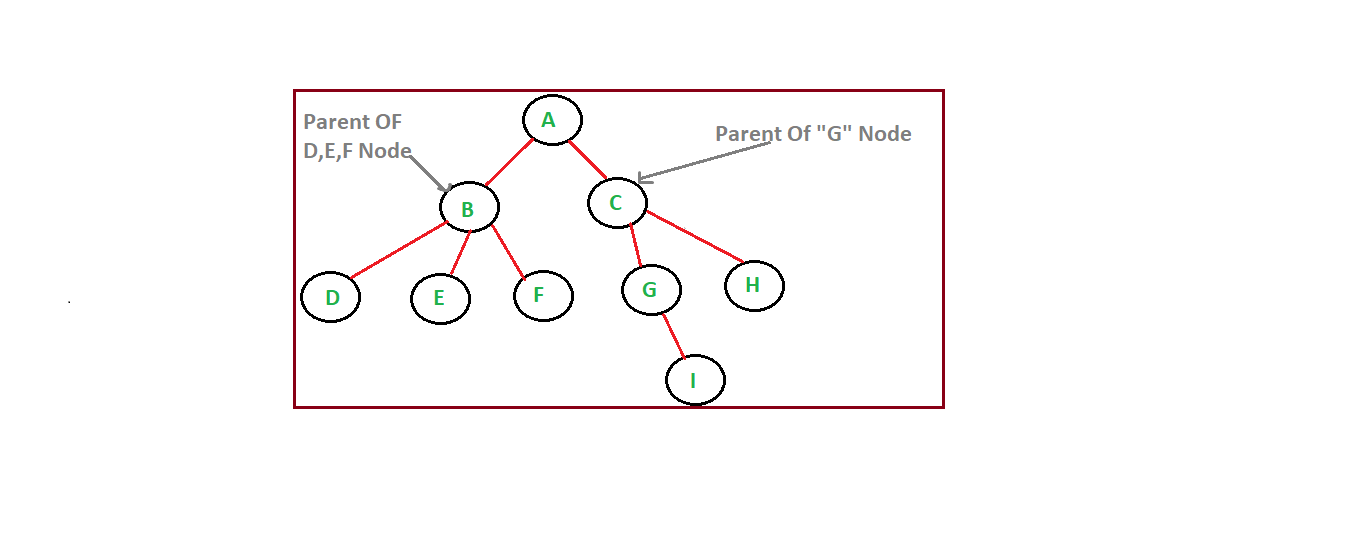 A
Parent OF
D,E,F Node
Parent Of "G" Node
B
C
D
E
F
G
H
I